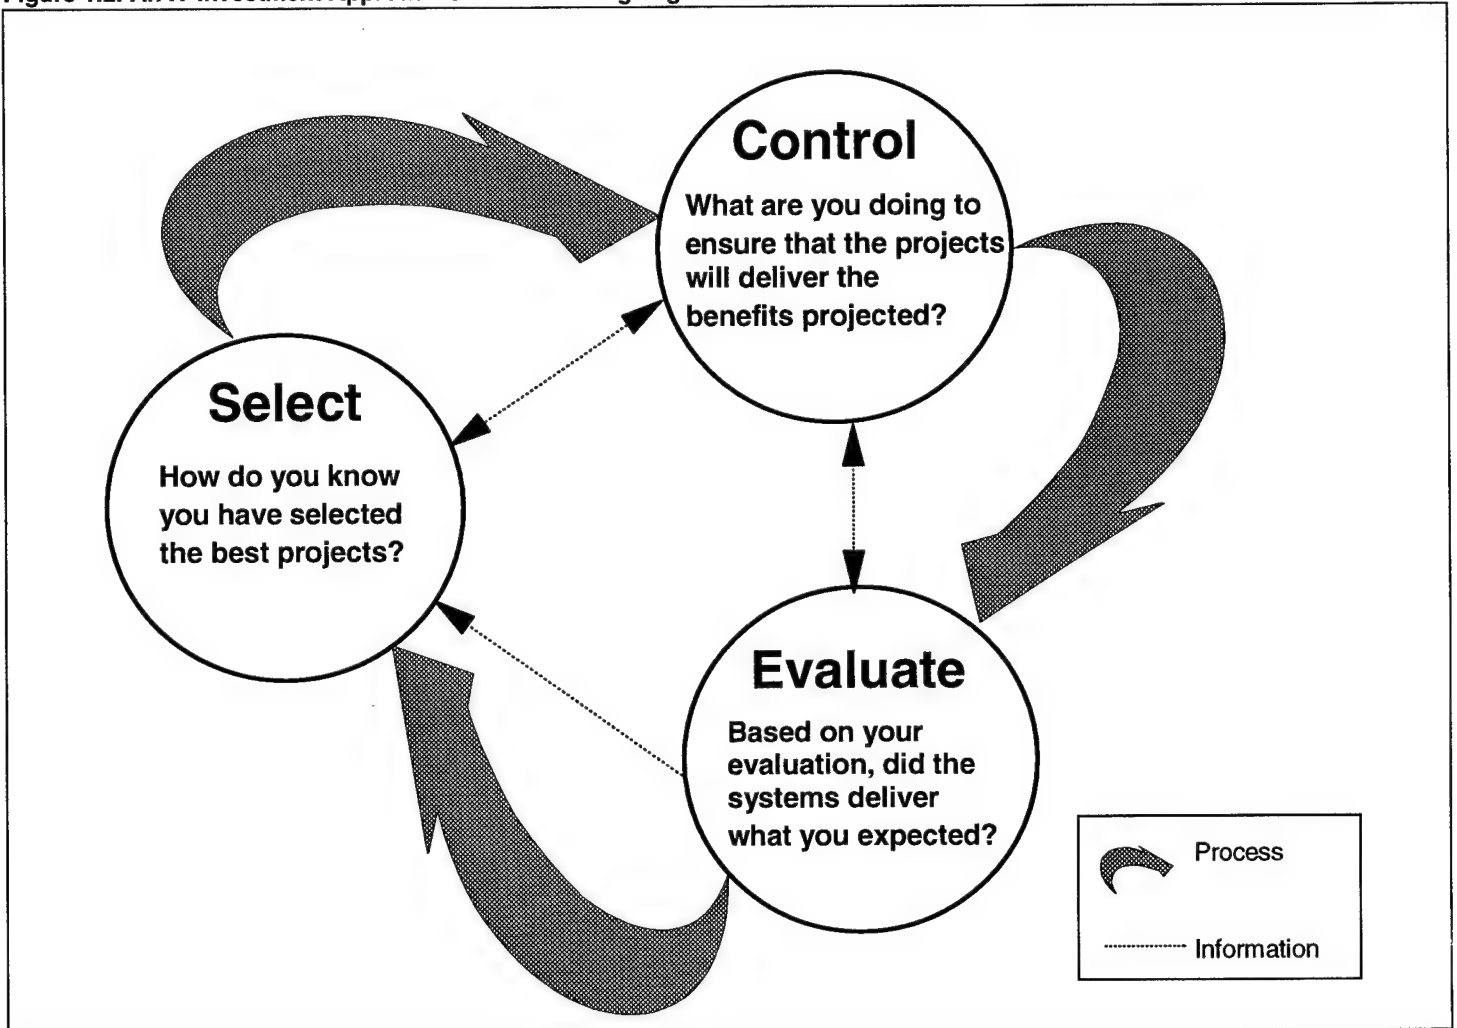 Control
What are you doing to
ensure that the projects
will deliver the
benefits projected?
Select
How do you know
you have selected
the best projects?
Evaluate
Based on your
evaluation, did the
systems deliver
what you expected?
Process
Information